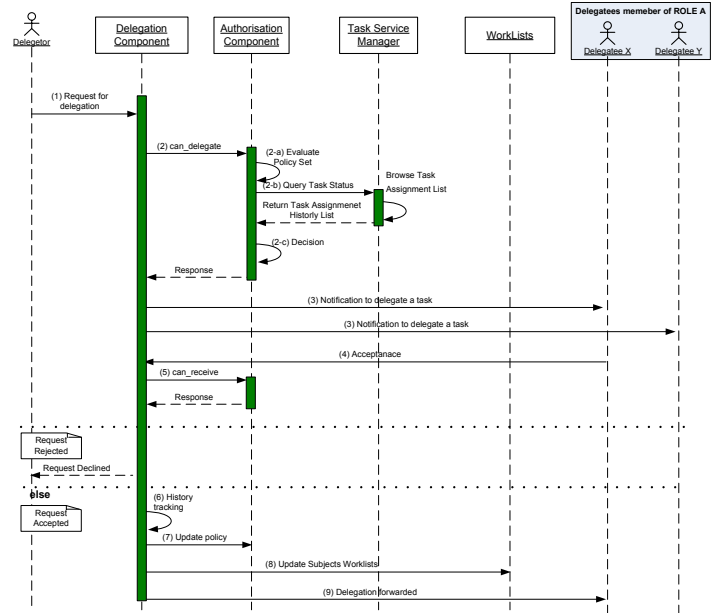 Delegatees memeber of ROLE A
Delegetor
Delegation
Component
Authorisation
Component
Task Service
Manager
WorkLists
Delegatee X
Delegatee Y
(1) Request for
delegation
(2) can_delegate
(2-a) Evaluate
Policy Set
(2-b) Query Task Status
Browse Task
Assignment List
Return Task Assignmenet
Historly List
(2-c) Decision
Response
(3) Notification to delegate a task
(3) Notification to delegate a task
(4) Acceptanace
(5) can_receive
Response
Request
Rejected
Request Declined
else
Request
Accepted
(6) History
tracking
(7) Update policy
(8) Update Subjects Worklists
(9) Delegation forwarded